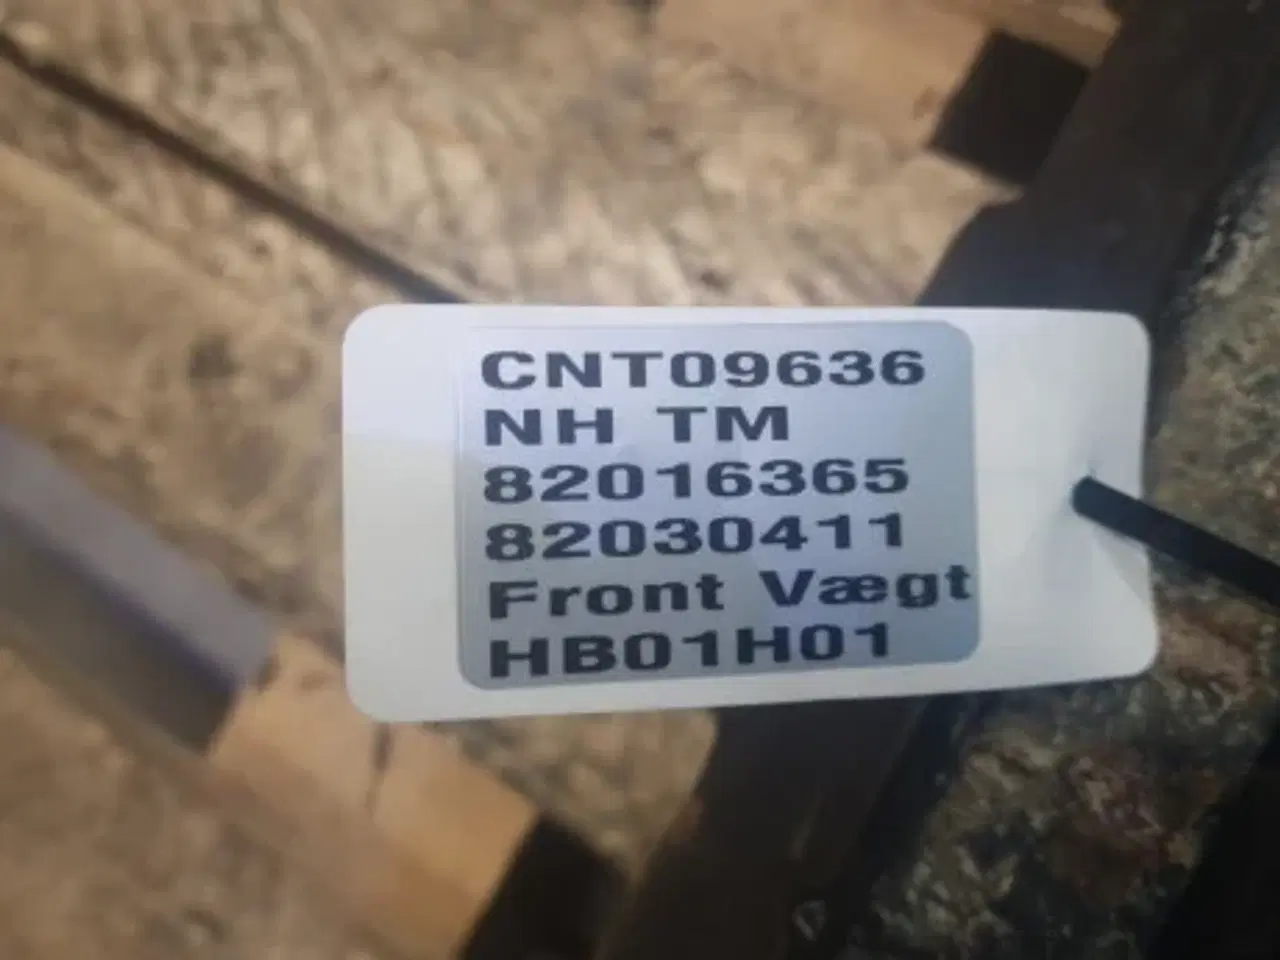 CNT09636
NH TM
82016365
82030411
Front Vægt
HB01H01